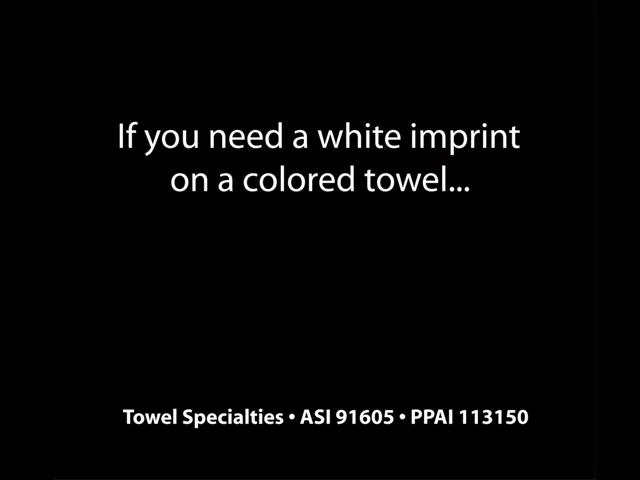 If you need a white imprint
on a colored towel...
Towel Specialties • ASI 91605 • PPAI 113150